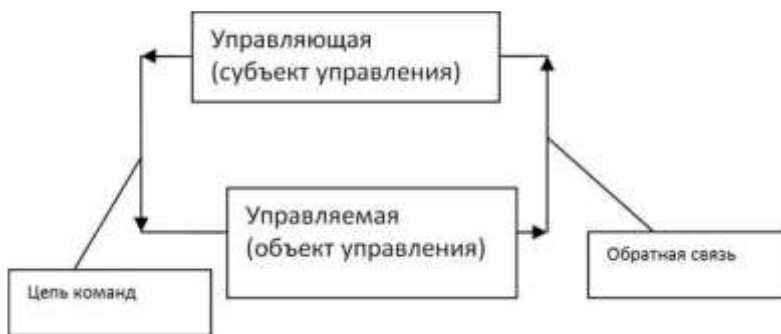 Управляющая
(субъект управления)
Управляемая
(объект управления)
Обратная связь
Цепь команд